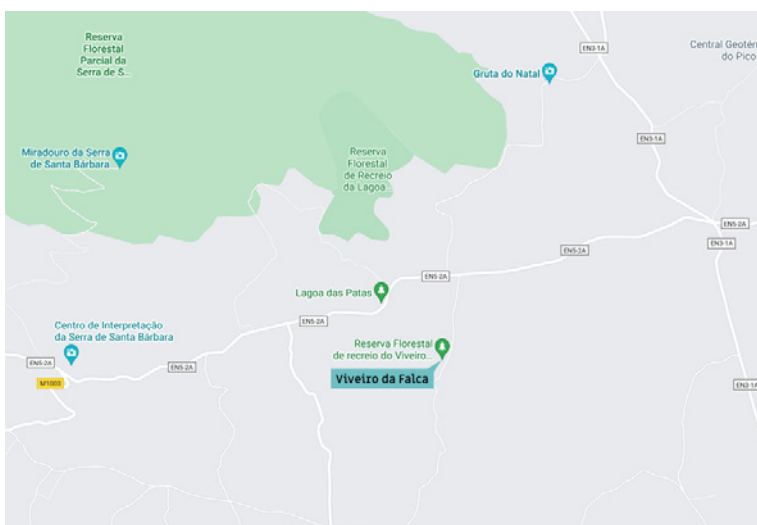 Reserva
Florestal
Parcial da
Serra de S...
EN3-1A
Central Geotér
do Pico
Gruta do Natal
EN3-1A
Miradouro da Serra
de Santa Bárbara
Reserva
Florestal
de Recreio
da Lagoa...
EN5-2A
EN3-1A
EN5-2A
EN5-2A
Lagoa das Patas
EN5-2A
Centro de Interpretação
da Serra de Santa Bárbara
Reserva Florestal
de recreio do Viveiro...
EN5-2A
EN5-2A
Viveiro da Falca
M1003
EN3-1A